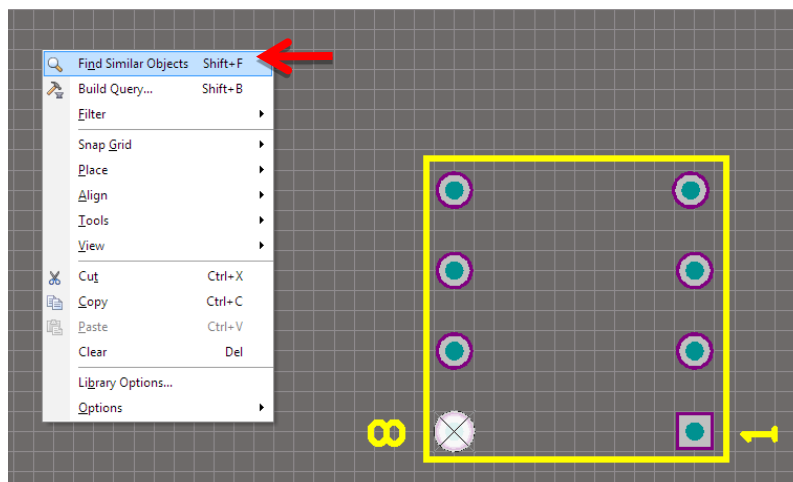 Find Similar Objects Shift+F
Build Query... Shift+B
Filter
Snap Grid
Place
Align
Tools
View
Cut Ctrl+X
Copy Ctrl+C
Paste Ctrl+V
Clear Del
Library Options...
Options
8 1